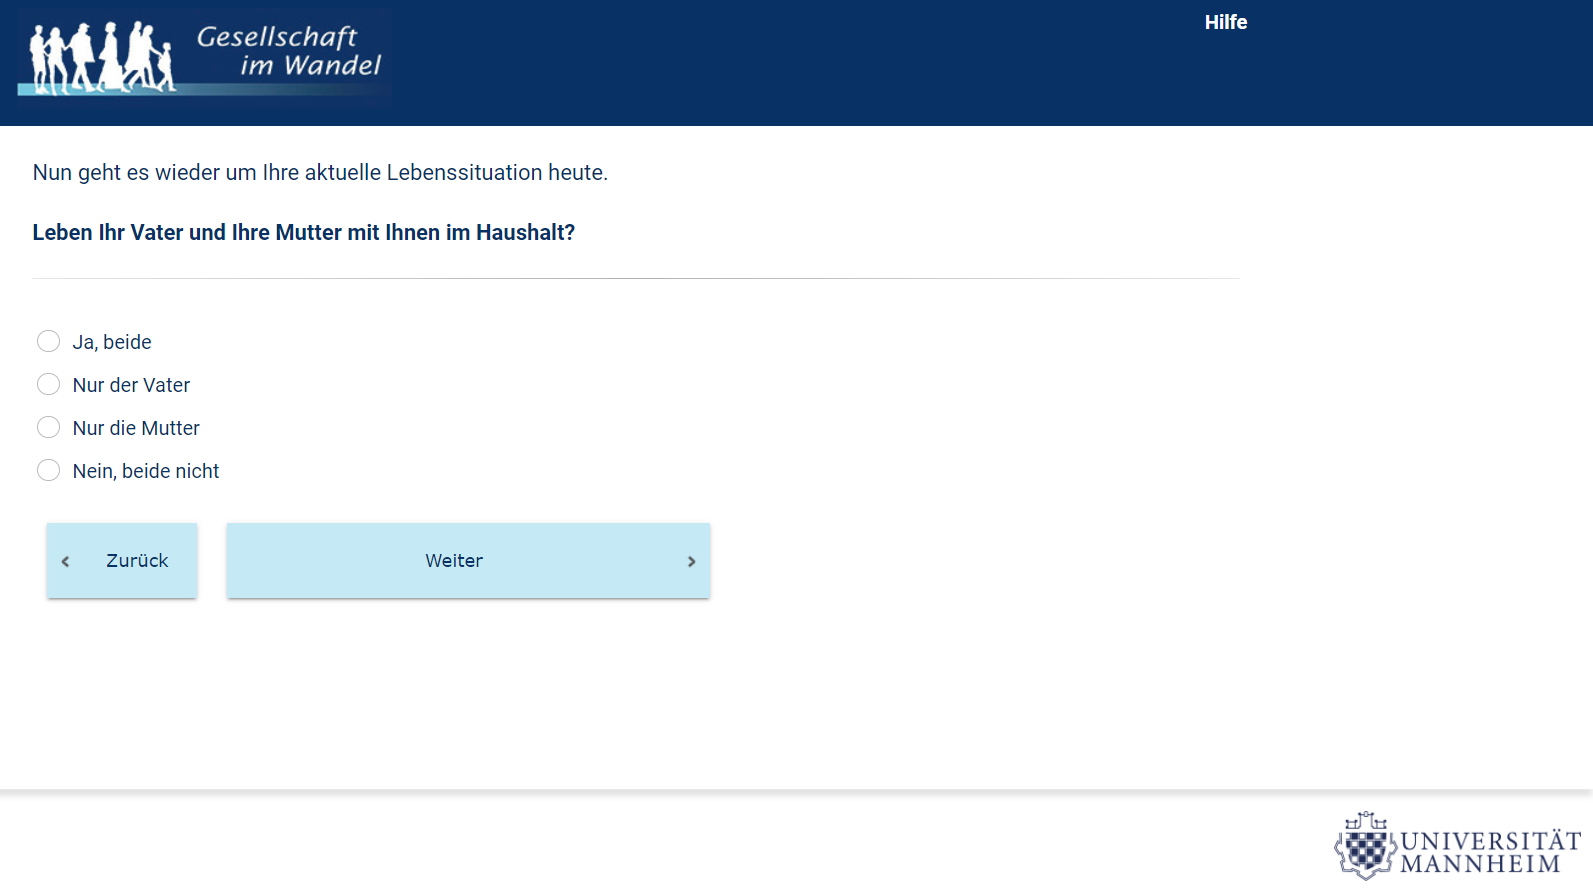 Gesellschaft
im Wandel
Hilfe
Nun geht es wieder um Ihre aktuelle Lebenssituation heute.
Leben Ihr Vater und Ihre Mutter mit Ihnen im Haushalt?
Ja, beide
Nur der Vater
Nur die Mutter
Nein, beide nicht
Zurück
Weiter
UNIVERSITÄT
MANNHEIM